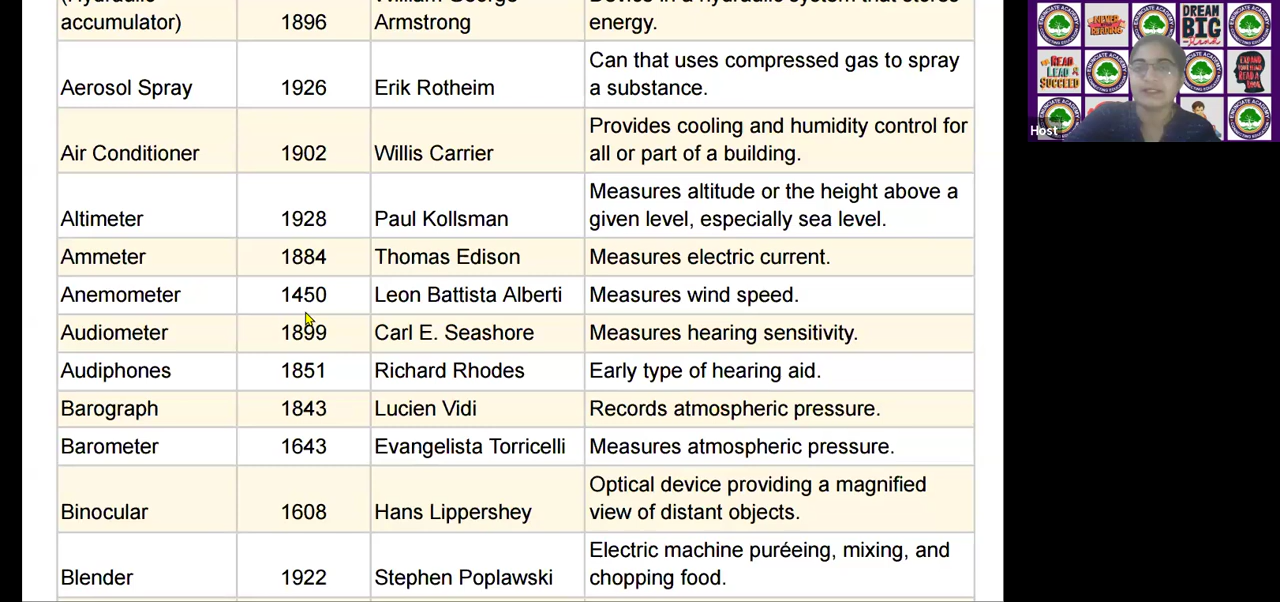 accumulator) 1896 Armstrong energy.
Can that uses compressed gas to spray
Aerosol Spray 1926 Erik Rotheim a substance.
Provides cooling and humidity control for
Air Conditioner 1902 Willis Carrier all or part of a building.
Measures altitude or the height above a
Altimeter 1928 Paul Kollsman given level, especially sea level.
Ammeter 1884 Thomas Edison Measures electric current.
Anemometer 1450 Leon Battista Alberti Measures wind speed.
Audiometer 1899 Carl E. Seashore Measures hearing sensitivity.
Audiphones 1851 Richard Rhodes Early type of hearing aid.
Barograph 1843 Lucien Vidi Records atmospheric pressure.
Barometer 1643 Evangelista Torricelli Measures atmospheric pressure.
Optical device providing a magnified
Binocular 1608 Hans Lippershey view of distant objects.
Electric machine puréeing, mixing, and
Blender 1922 Stephen Poplawski chopping food.
DREAM
BIG
READ
LEAD
SUCCEED
Host